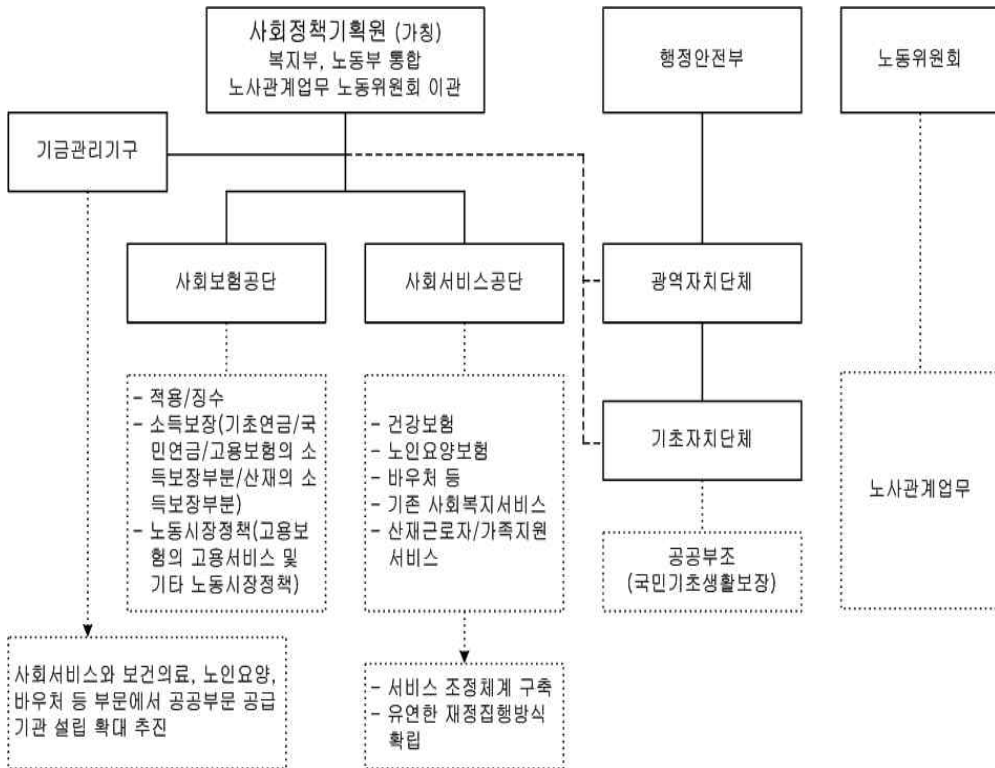 사회정책기획원 (가칭)
복지부, 노동부 통합
노사관계업무 노동위원회 이관
행정안전부
노동위원회
기금관리기구
사회보험공단
사회서비스공단
광역자치단체
- 적용/징수
- 소득보장(기초연금/국
민연금/고용보험의 소
득보장부분/산재의 소
득보장부분)
- 노동시장정책(고용보
험의 고용서비스 및
기타 노동시장정책)
- 건강보험
- 노인요양보험
- 바우처 등
- 기존 사회복지서비스
- 산재근로자/가족지원
서비스
기초자치단체
공공부조
(국민기초생활보장)
노사관계업무
사회서비스와 보건의료, 노인요양,
바우처 등 부문에서 공공부문 공급
기관 설립 확대 추진
- 서비스 조정체계 구축
- 유연한 재정집행방식
확립